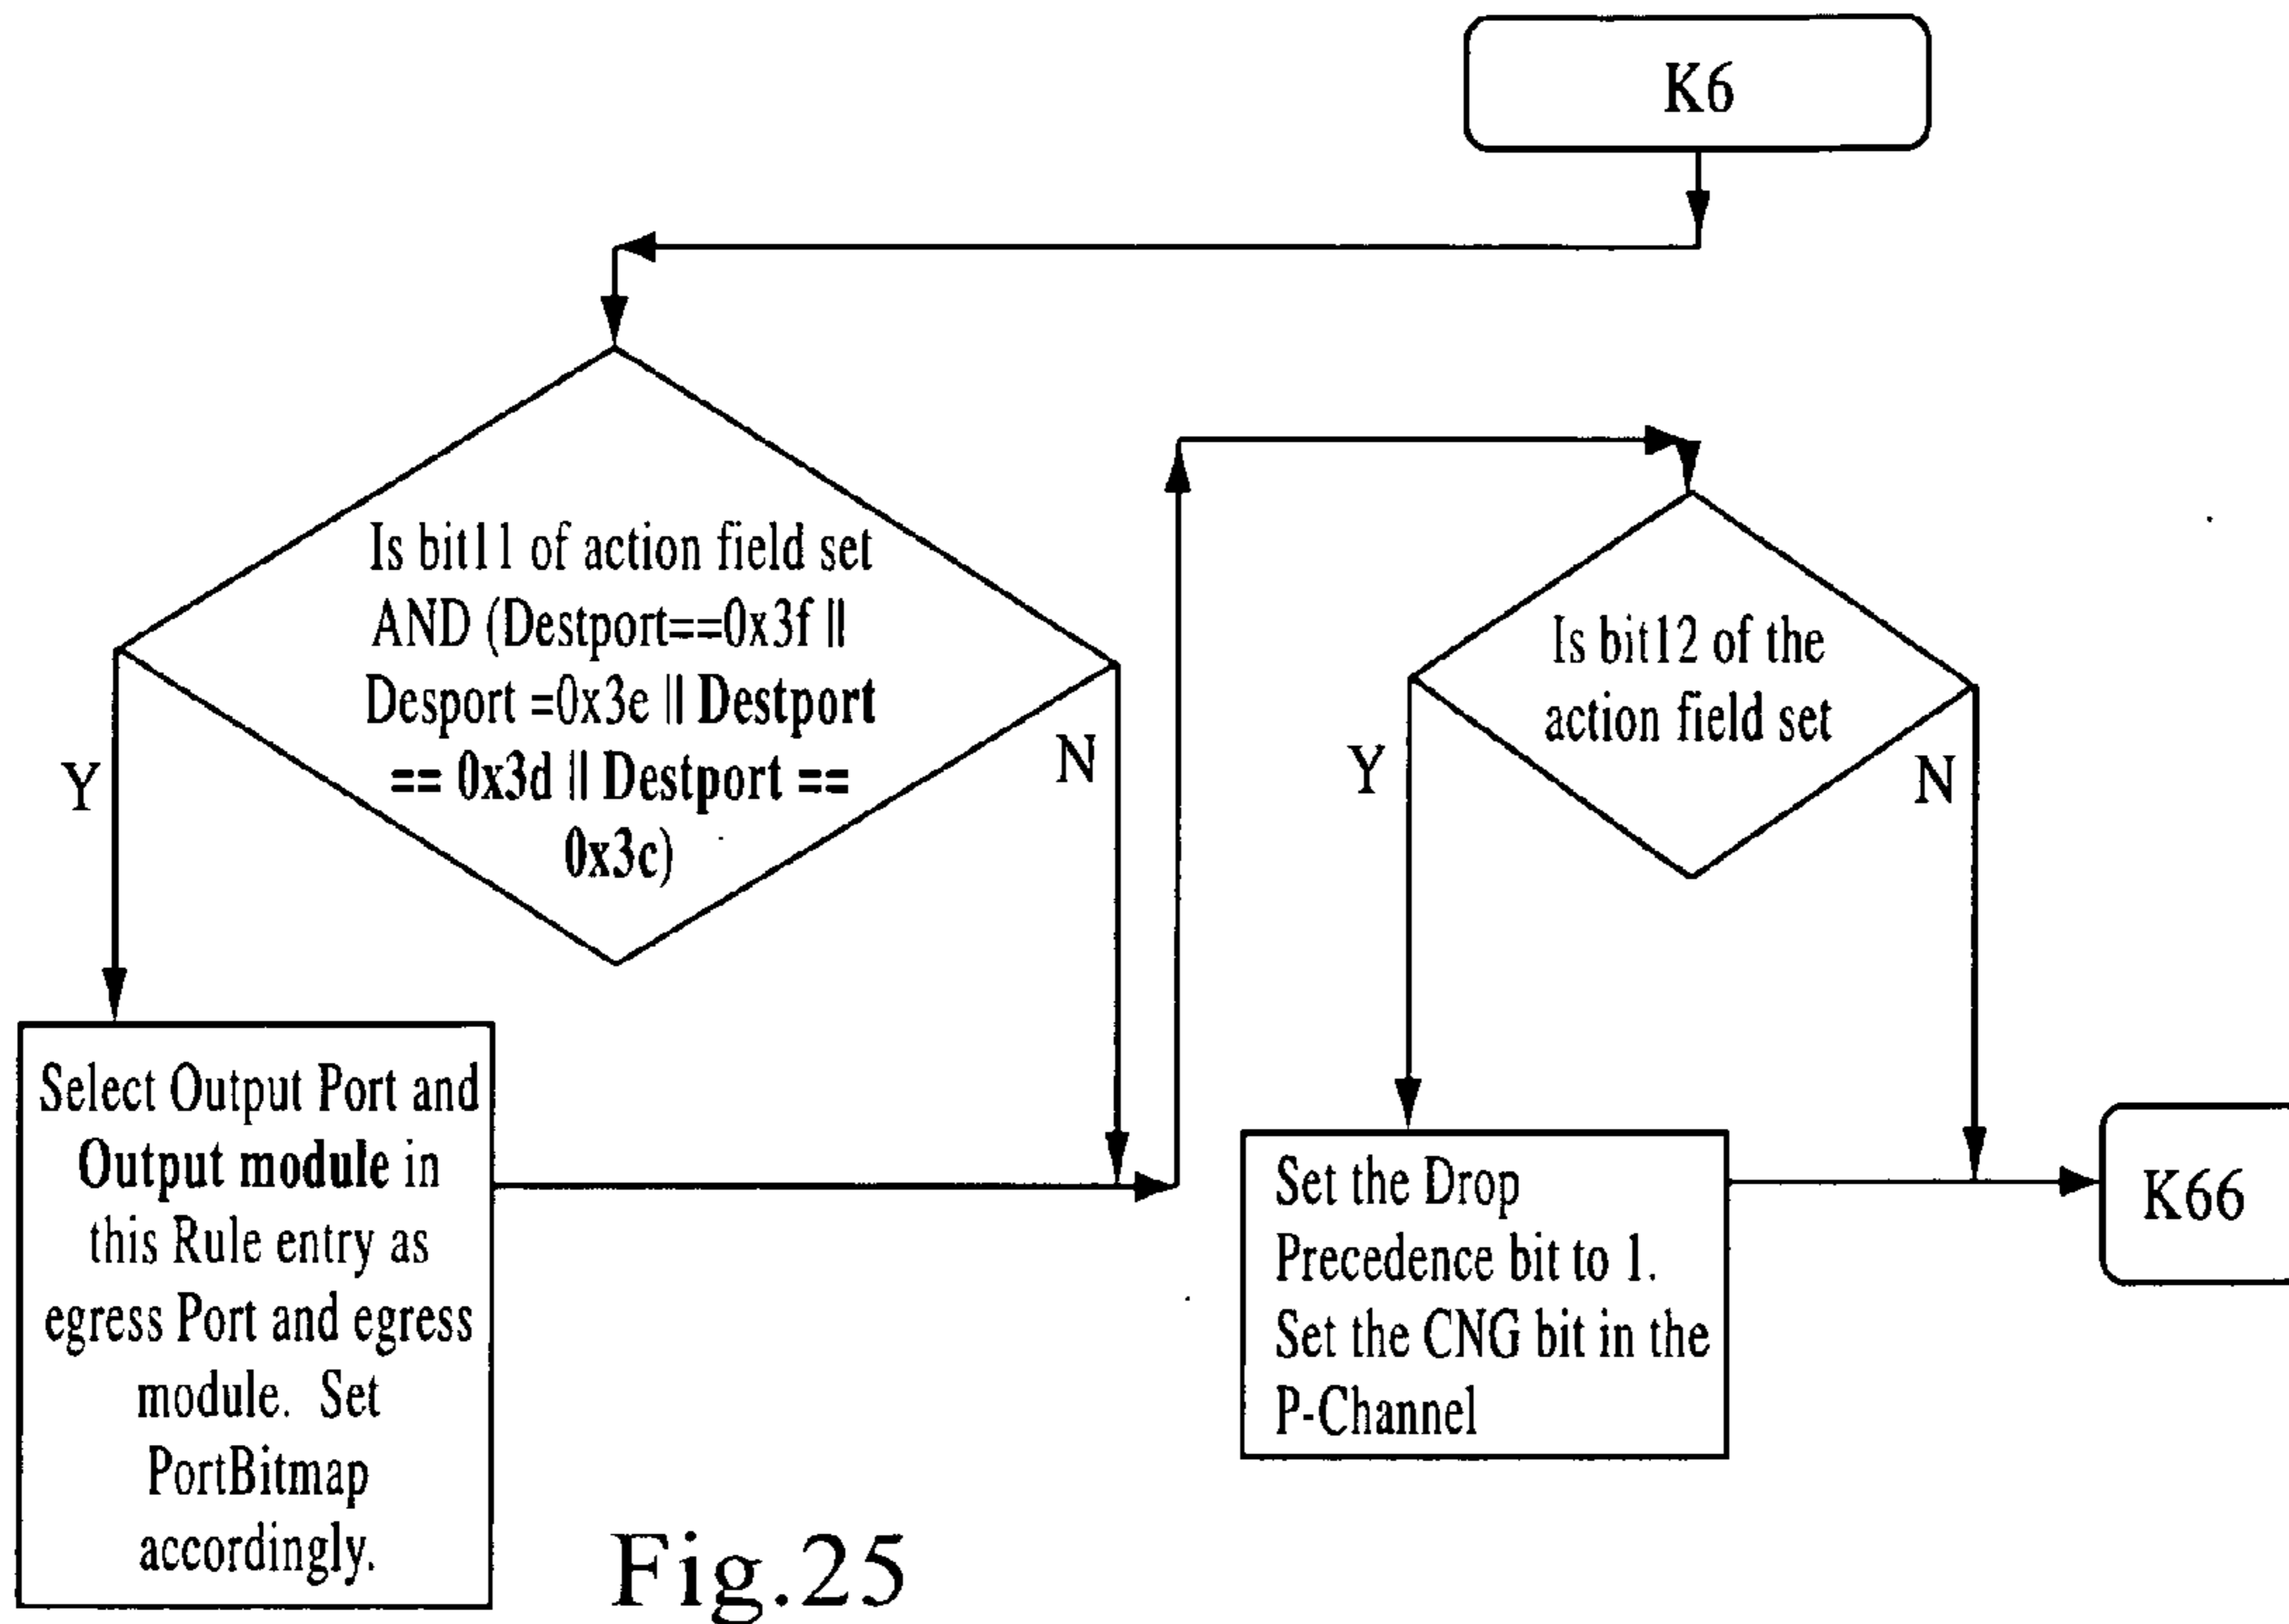 K6
Is bit11 of action field set
AND (Destport==0x3f ||
Desport =0x3e || Destport
== 0x3d || Destport ==
0x3c)
Y
N
Is bit12 of the
action field set
Y
N
Select Output Port and
Output module in
this Rule entry as
egress Port and egress
module. Set
PortBitmap
accordingly.
Set the Drop
Precedence bit to 1.
Set the CNG bit in the
P-Channel
K66
Fig.25